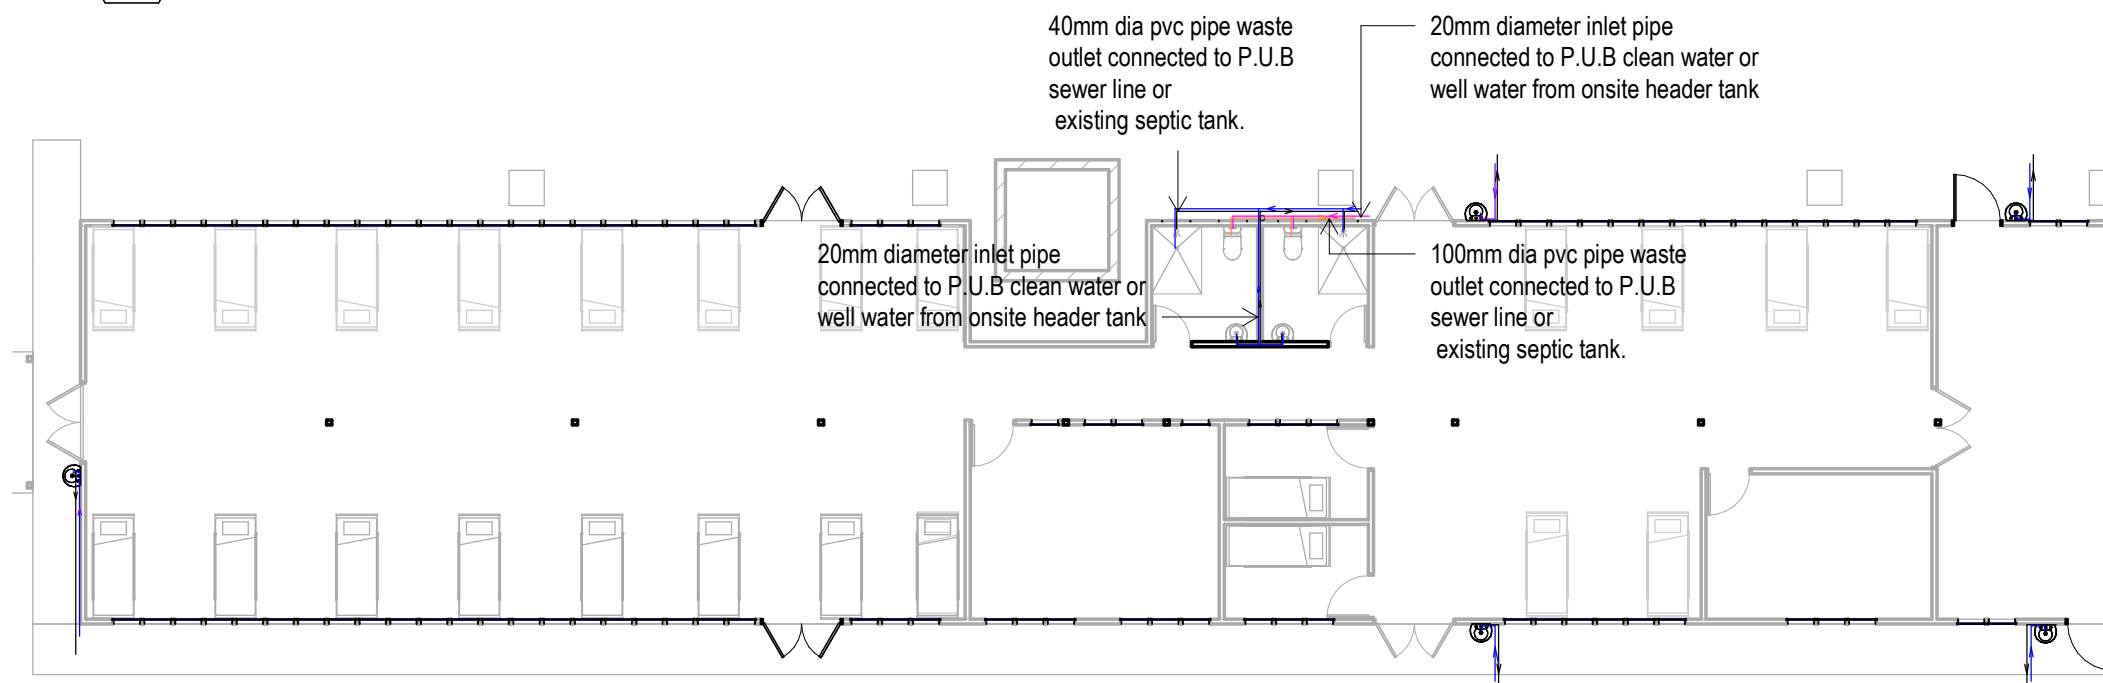 40mm dia pvc pipe waste
outlet connected to P.U.B
sewer line or
existing septic tank.
20mm diameter inlet pipe
connected to P.U.B clean water or
well water from onsite header tank
20mm diameter inlet pipe
connected to P.U.B clean water or
well water from onsite header tank
100mm dia pvc pipe waste
outlet connected to P.U.B
sewer line or
existing septic tank.